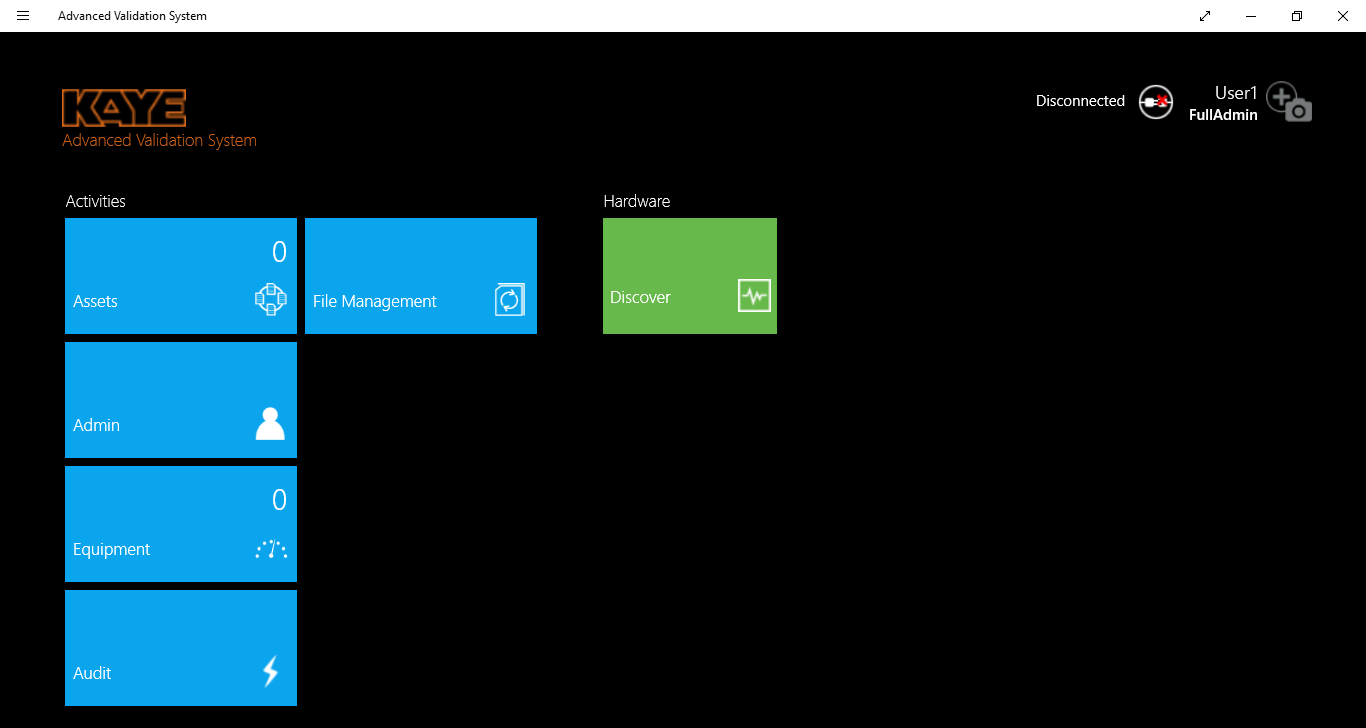 Advanced Validation System
KAYE
Advanced Validation System
Disconnected
User1
FullAdmin
Activities
Hardware
0
Assets
File Management
Discover
Admin
0
Equipment
Audit